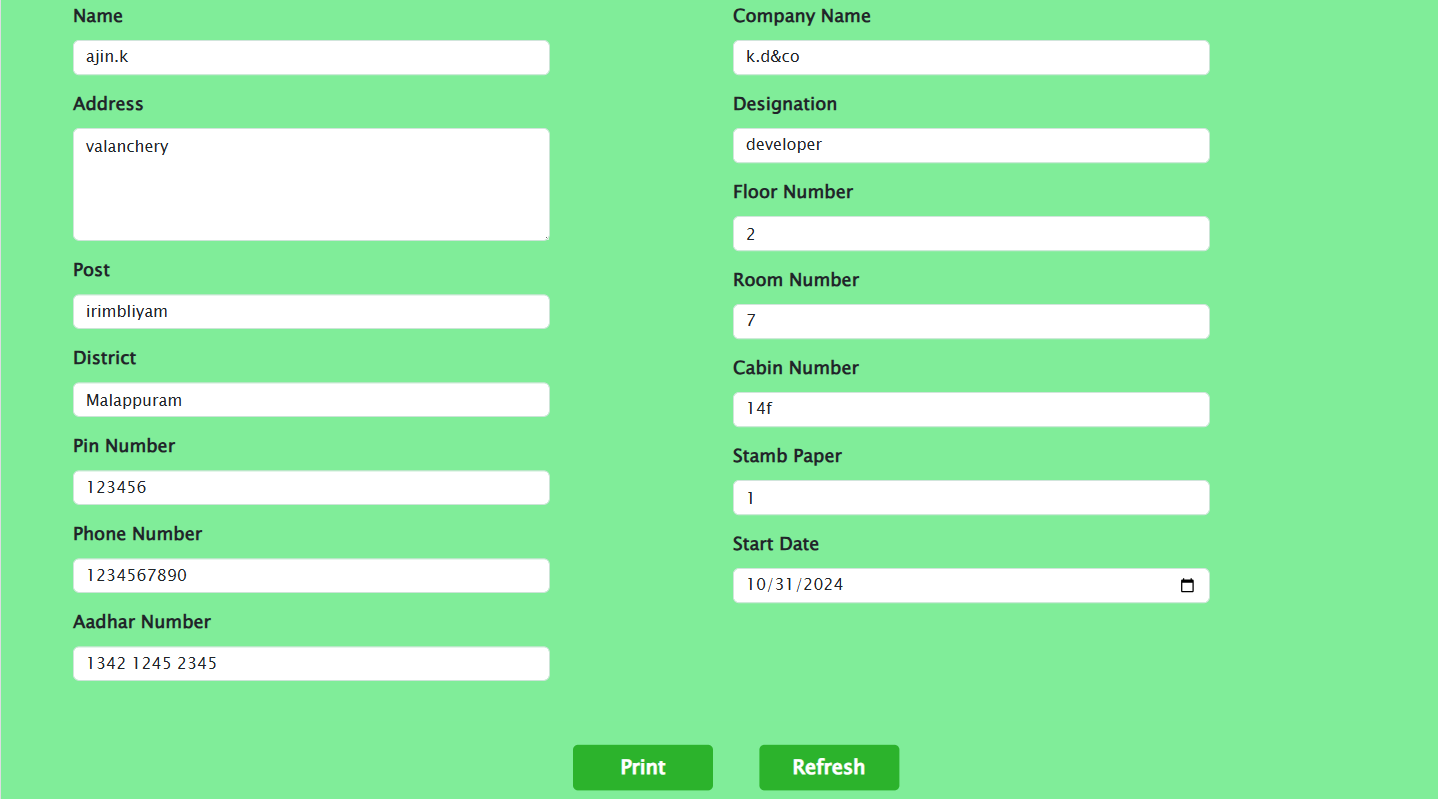 Name
ajin.k
Address
valanchery
Post
irimbliyam
District
Malappuram
Pin Number
123456
Phone Number
1234567890
Aadhar Number
1342 1245 2345
Company Name
k.d&co
Designation
developer
Floor Number
2
Room Number
7
Cabin Number
14f
Stamb Paper
1
Start Date
10/31/2024
Print
Refresh